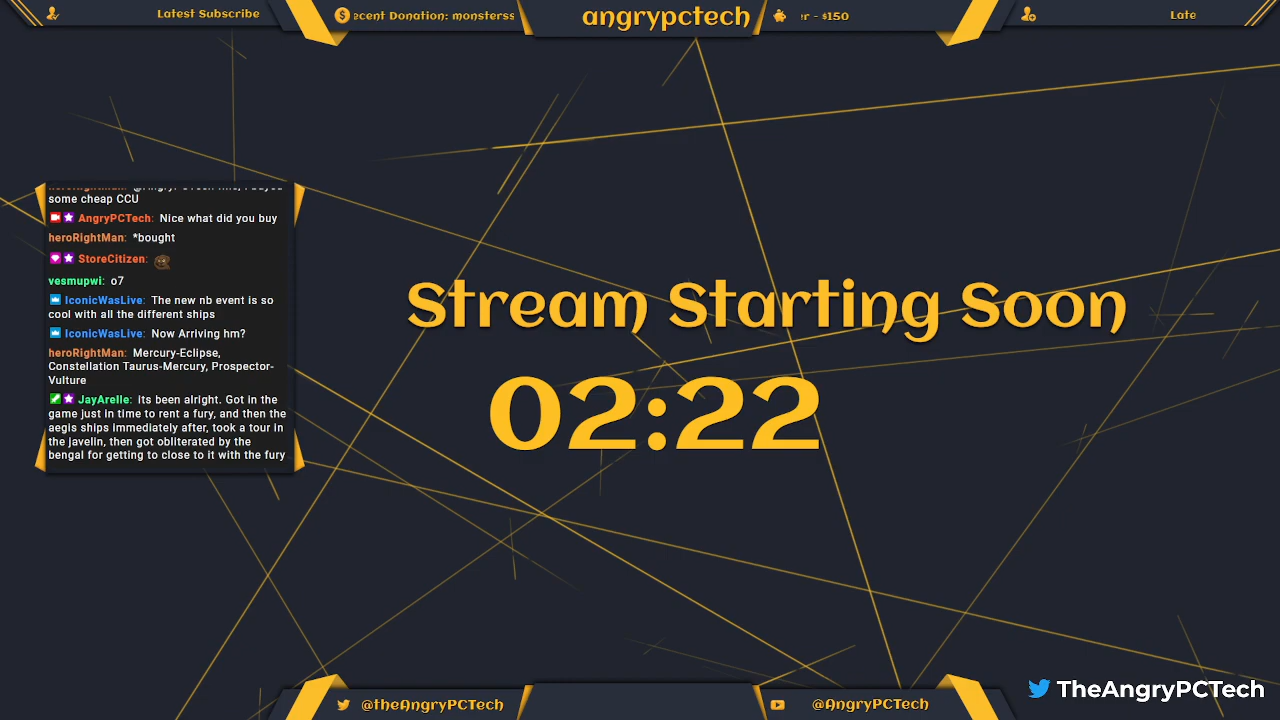 Latest Subscribe
ecent Donation: monsterss
angrypctech
er - $150
Late
some cheap CCU
AngryPCTech: Nice what did you buy
heroRightMan: *bought
StoreCitizen:
vesmupwi: o7
IconicWasLive: The new nb event is so
cool with all the different ships
IconicWasLive: Now Arriving hm?
heroRightMan: Mercury-Eclipse,
Constellation Taurus-Mercury, Prospector-
Vulture
JayArelle: its been alright. Got in the
game just in time to rent a fury, and then the
aegis ships immediately after, took a tour in
the javelin, then got obliterated by the
bengal for getting to close to it with the fury
Stream Starting Soon
02:22
@theAngryPCTech
@AngryPCTech
TheAngryPCTech